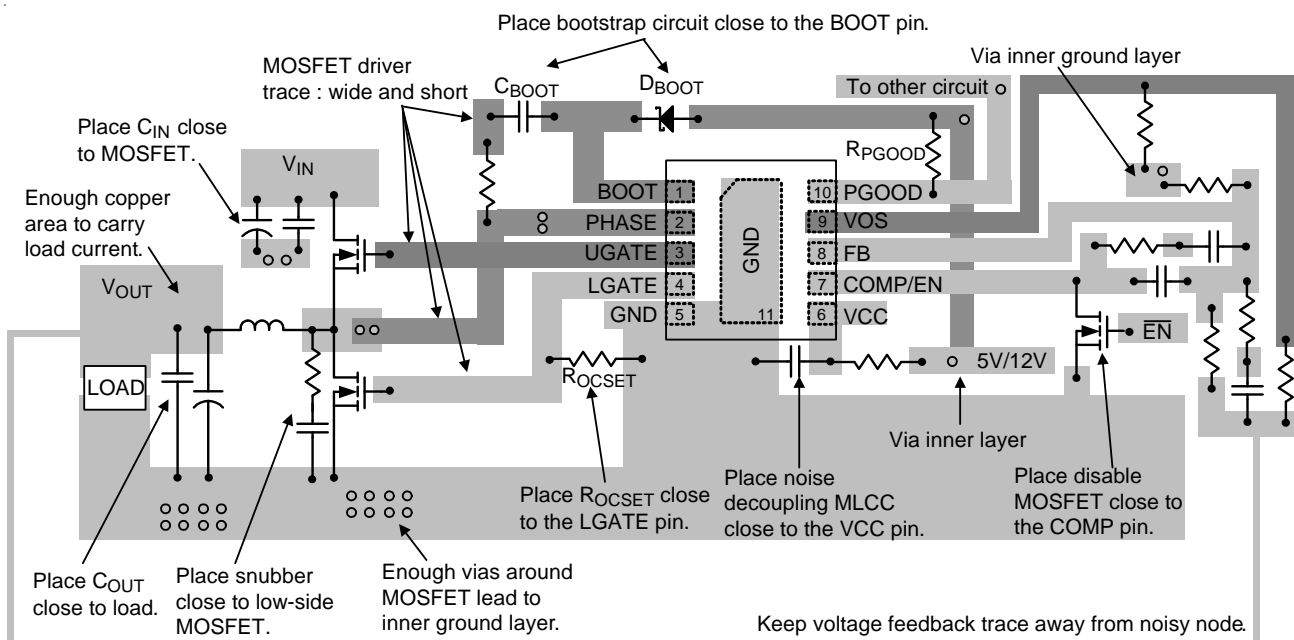 Place bootstrap circuit close to the BOOT pin.
MOSFET driver
trace : wide and short
CBOOT
DBOOT
Via inner ground layer
To other circuit
Place CIN close
to MOSFET.
VIN
RPGOOD
Enough copper
area to carry
load current.
BOOT 1
10 PGOOD
PHASE 2
9 VOS
UGATE 3
GND
8 FB
LGATE 4
7 COMP/EN
GND 5
11
6 VCC
VOUT
EN
LOAD
ROCSET
5V/12V
Via inner layer
Place ROCSET close
to the LGATE pin.
Place noise
decoupling MLCC
close to the VCC pin.
Place disable
MOSFET close to
the COMP pin.
Place COUT
close to load.
Place snubber
close to low-side
MOSFET.
Enough vias around
MOSFET lead to
inner ground layer.
Keep voltage feedback trace away from noisy node.